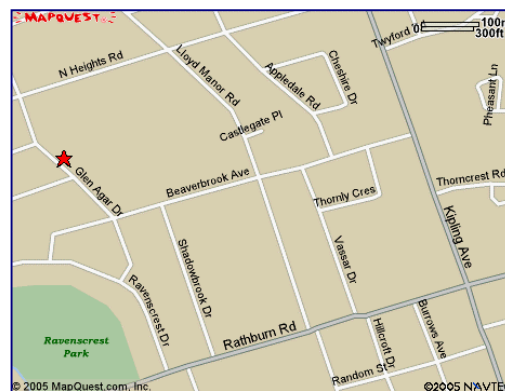 MAPQUEST
100m
300ft
Twyford
N Heights Rd
Lloyd Manor Rd
Appledale Rd
Cheshire Dr
Pheasant Ln
Castlegate Pl
Glen Agar Dr
Beaverbrook Ave
Thornly Cres
Thorncrest Rd
Kipling Ave
Shadowbrook Dr
Vassar Dr
Ravenscrest Dr
Ravenscrest
Park
Rathburn Rd
Hillcroft Dr
Burrows Ave
Random St
© 2005 MapQuest.com, Inc.
©2005 NAVTEQ